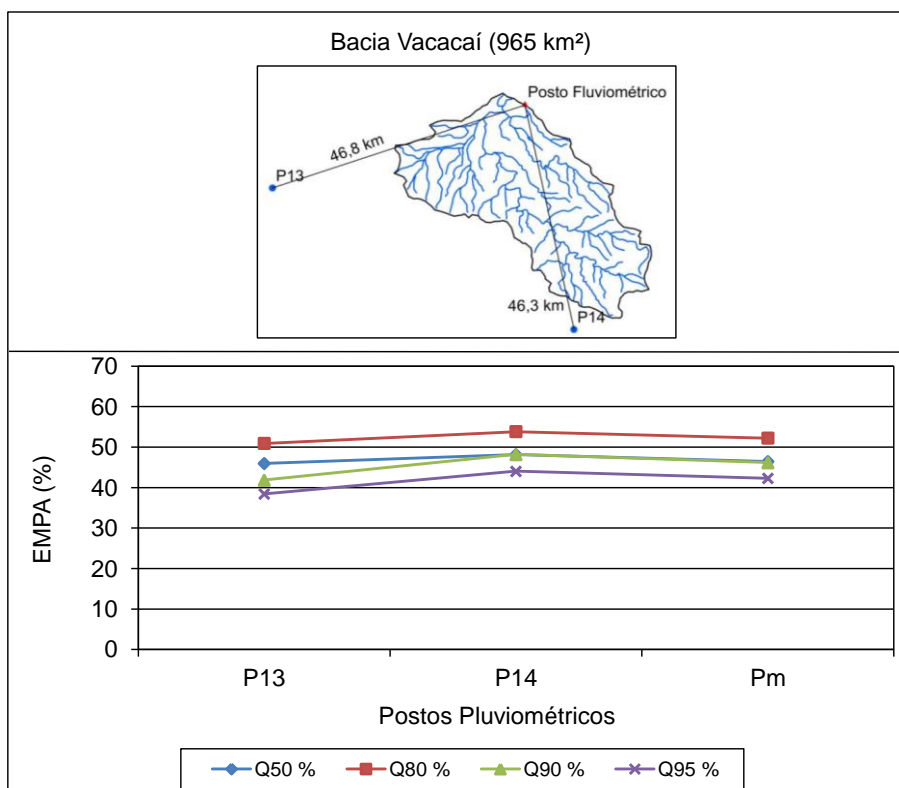 Bacia Vacacaí (965 km²)
Posto Fluviométrico
46,8 km
P13
46,3 km
P14
70
60
50
40
30
20
10
0
EMPA (%)
P13 P14 Pm
Postos Pluviométricos
Q50 % Q80 % Q90 % Q95 %